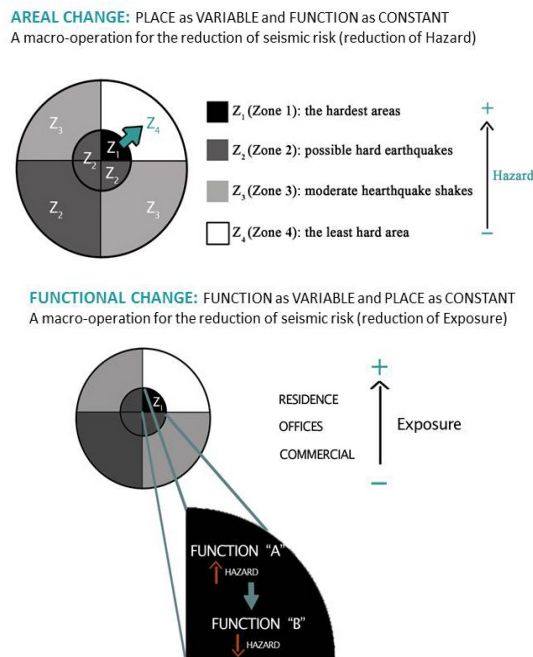 AREAL CHANGE: PLACE as VARIABLE and FUNCTION as CONSTANT
A macro-operation for the reduction of seismic risk (reduction of Hazard)
Z3
Z4
Z1
Z2
Z2
Z2
Z3
Z1 (Zone 1): the hardest areas
Z2 (Zone 2): possible hard earthquakes
Z3 (Zone 3): moderate hearthquake shakes
Z4 (Zone 4): the least hard area
+
Hazard
−
FUNCTIONAL CHANGE: FUNCTION as VARIABLE and PLACE as CONSTANT
A macro-operation for the reduction of seismic risk (reduction of Exposure)
Z1
RESIDENCE
OFFICES
COMMERCIAL
+
Exposure
−
FUNCTION "A"
HAZARD
FUNCTION "B"
HAZARD